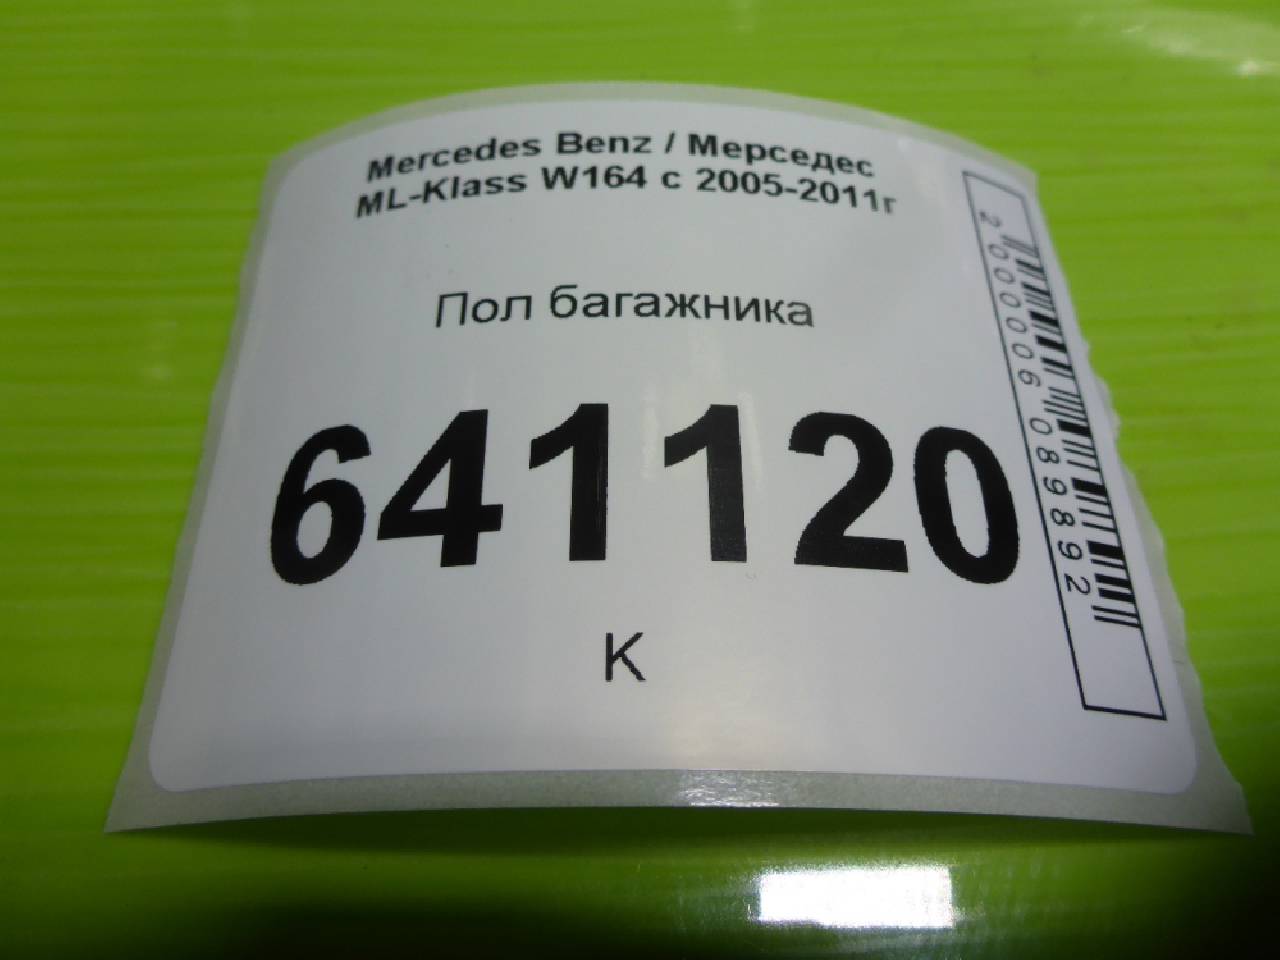 Mercedes Benz / Мерседес
ML-Klass W164 с 2005-2011г
Пол багажника
641120
К
2000006089892